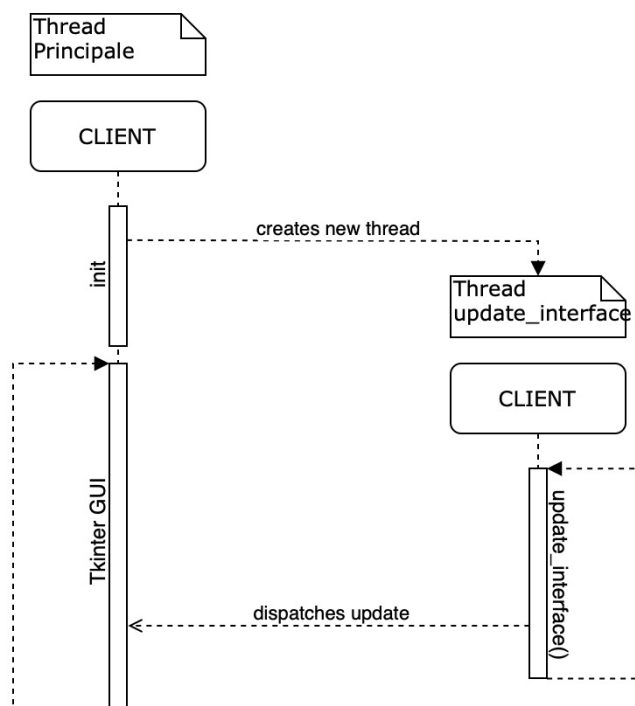 Thread
Principale
CLIENT
creates new thread
init
Thread
update_interface
CLIENT
Tkinter GUI
update_interface()
dispatches update